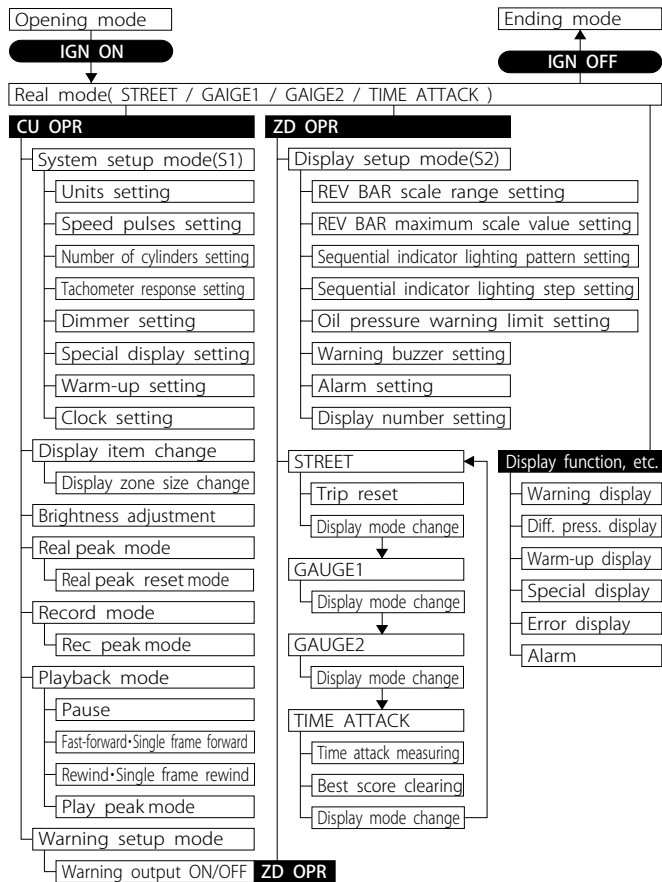 Opening mode
Ending mode
IGN ON
IGN OFF
Real mode( STREET / GAIGE1 / GAIGE2 / TIME ATTACK )
CU OPR
System setup mode(S1)
Units setting
Speed pulses setting
Number of cylinders setting
Tachometer response setting
Dimmer setting
Special display setting
Warm-up setting
Clock setting
Display item change
Display zone size change
Brightness adjustment
Real peak mode
Real peak reset mode
Record mode
Rec peak mode
Playback mode
Pause
Fast-forward・Single frame forward
Rewind・Single frame rewind
Play peak mode
Warning setup mode
Warning output ON/OFF
ZD OPR
ZD OPR
Display setup mode(S2)
REV BAR scale range setting
REV BAR maximum scale value setting
Sequential indicator lighting pattern setting
Sequential indicator lighting step setting
Oil pressure warning limit setting
Warning buzzer setting
Alarm setting
Display number setting
STREET
Trip reset
Display mode change
GAUGE1
Display mode change
GAUGE2
Display mode change
TIME ATTACK
Time attack measuring
Best score clearing
Display mode change
Display function, etc.
Warning display
Diff. press. display
Warm-up display
Special display
Error display
Alarm